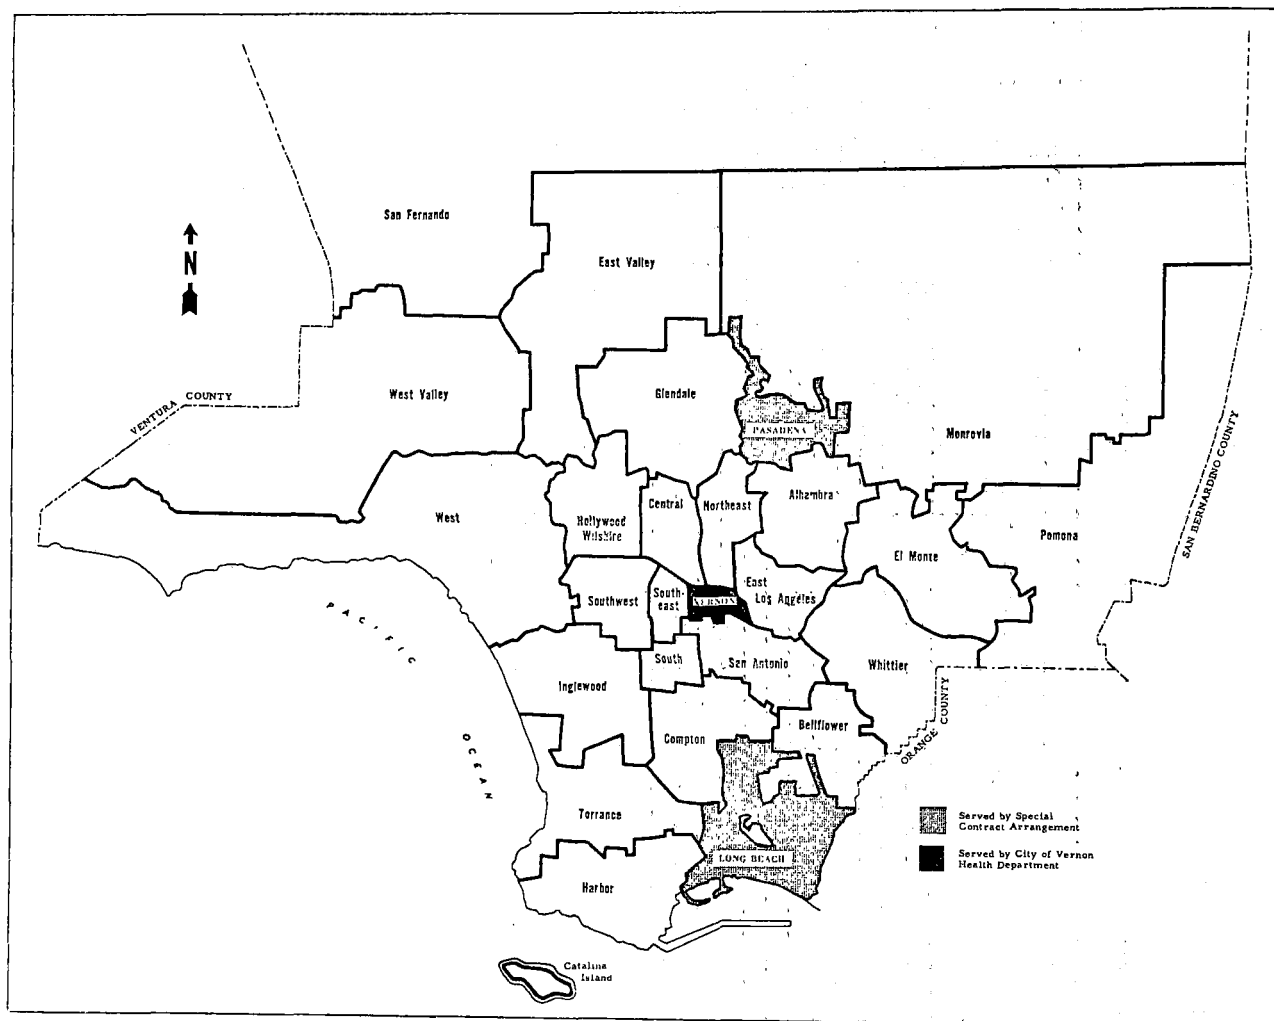 San Fernando
N
East Valley
VENTURA COUNTY
West Valley
Glendale
PASADENA
Monrovia
SAN BERNARDINO COUNTY
West
Hollywood
Wilshire
Central
Northeast
Alhambra
El Monte
Pomona
Southwest
South-
east
VERNON
East
Los Angeles
PACIFIC
OCEAN
Inglewood
South
San Antonio
Whittier
ORANGE COUNTY
Compton
Bellflower
Torrance
LONG BEACH
Harbor
Served by Special
Contract Arrangement
Served by City of Vernon
Health Department
Catalina
Island